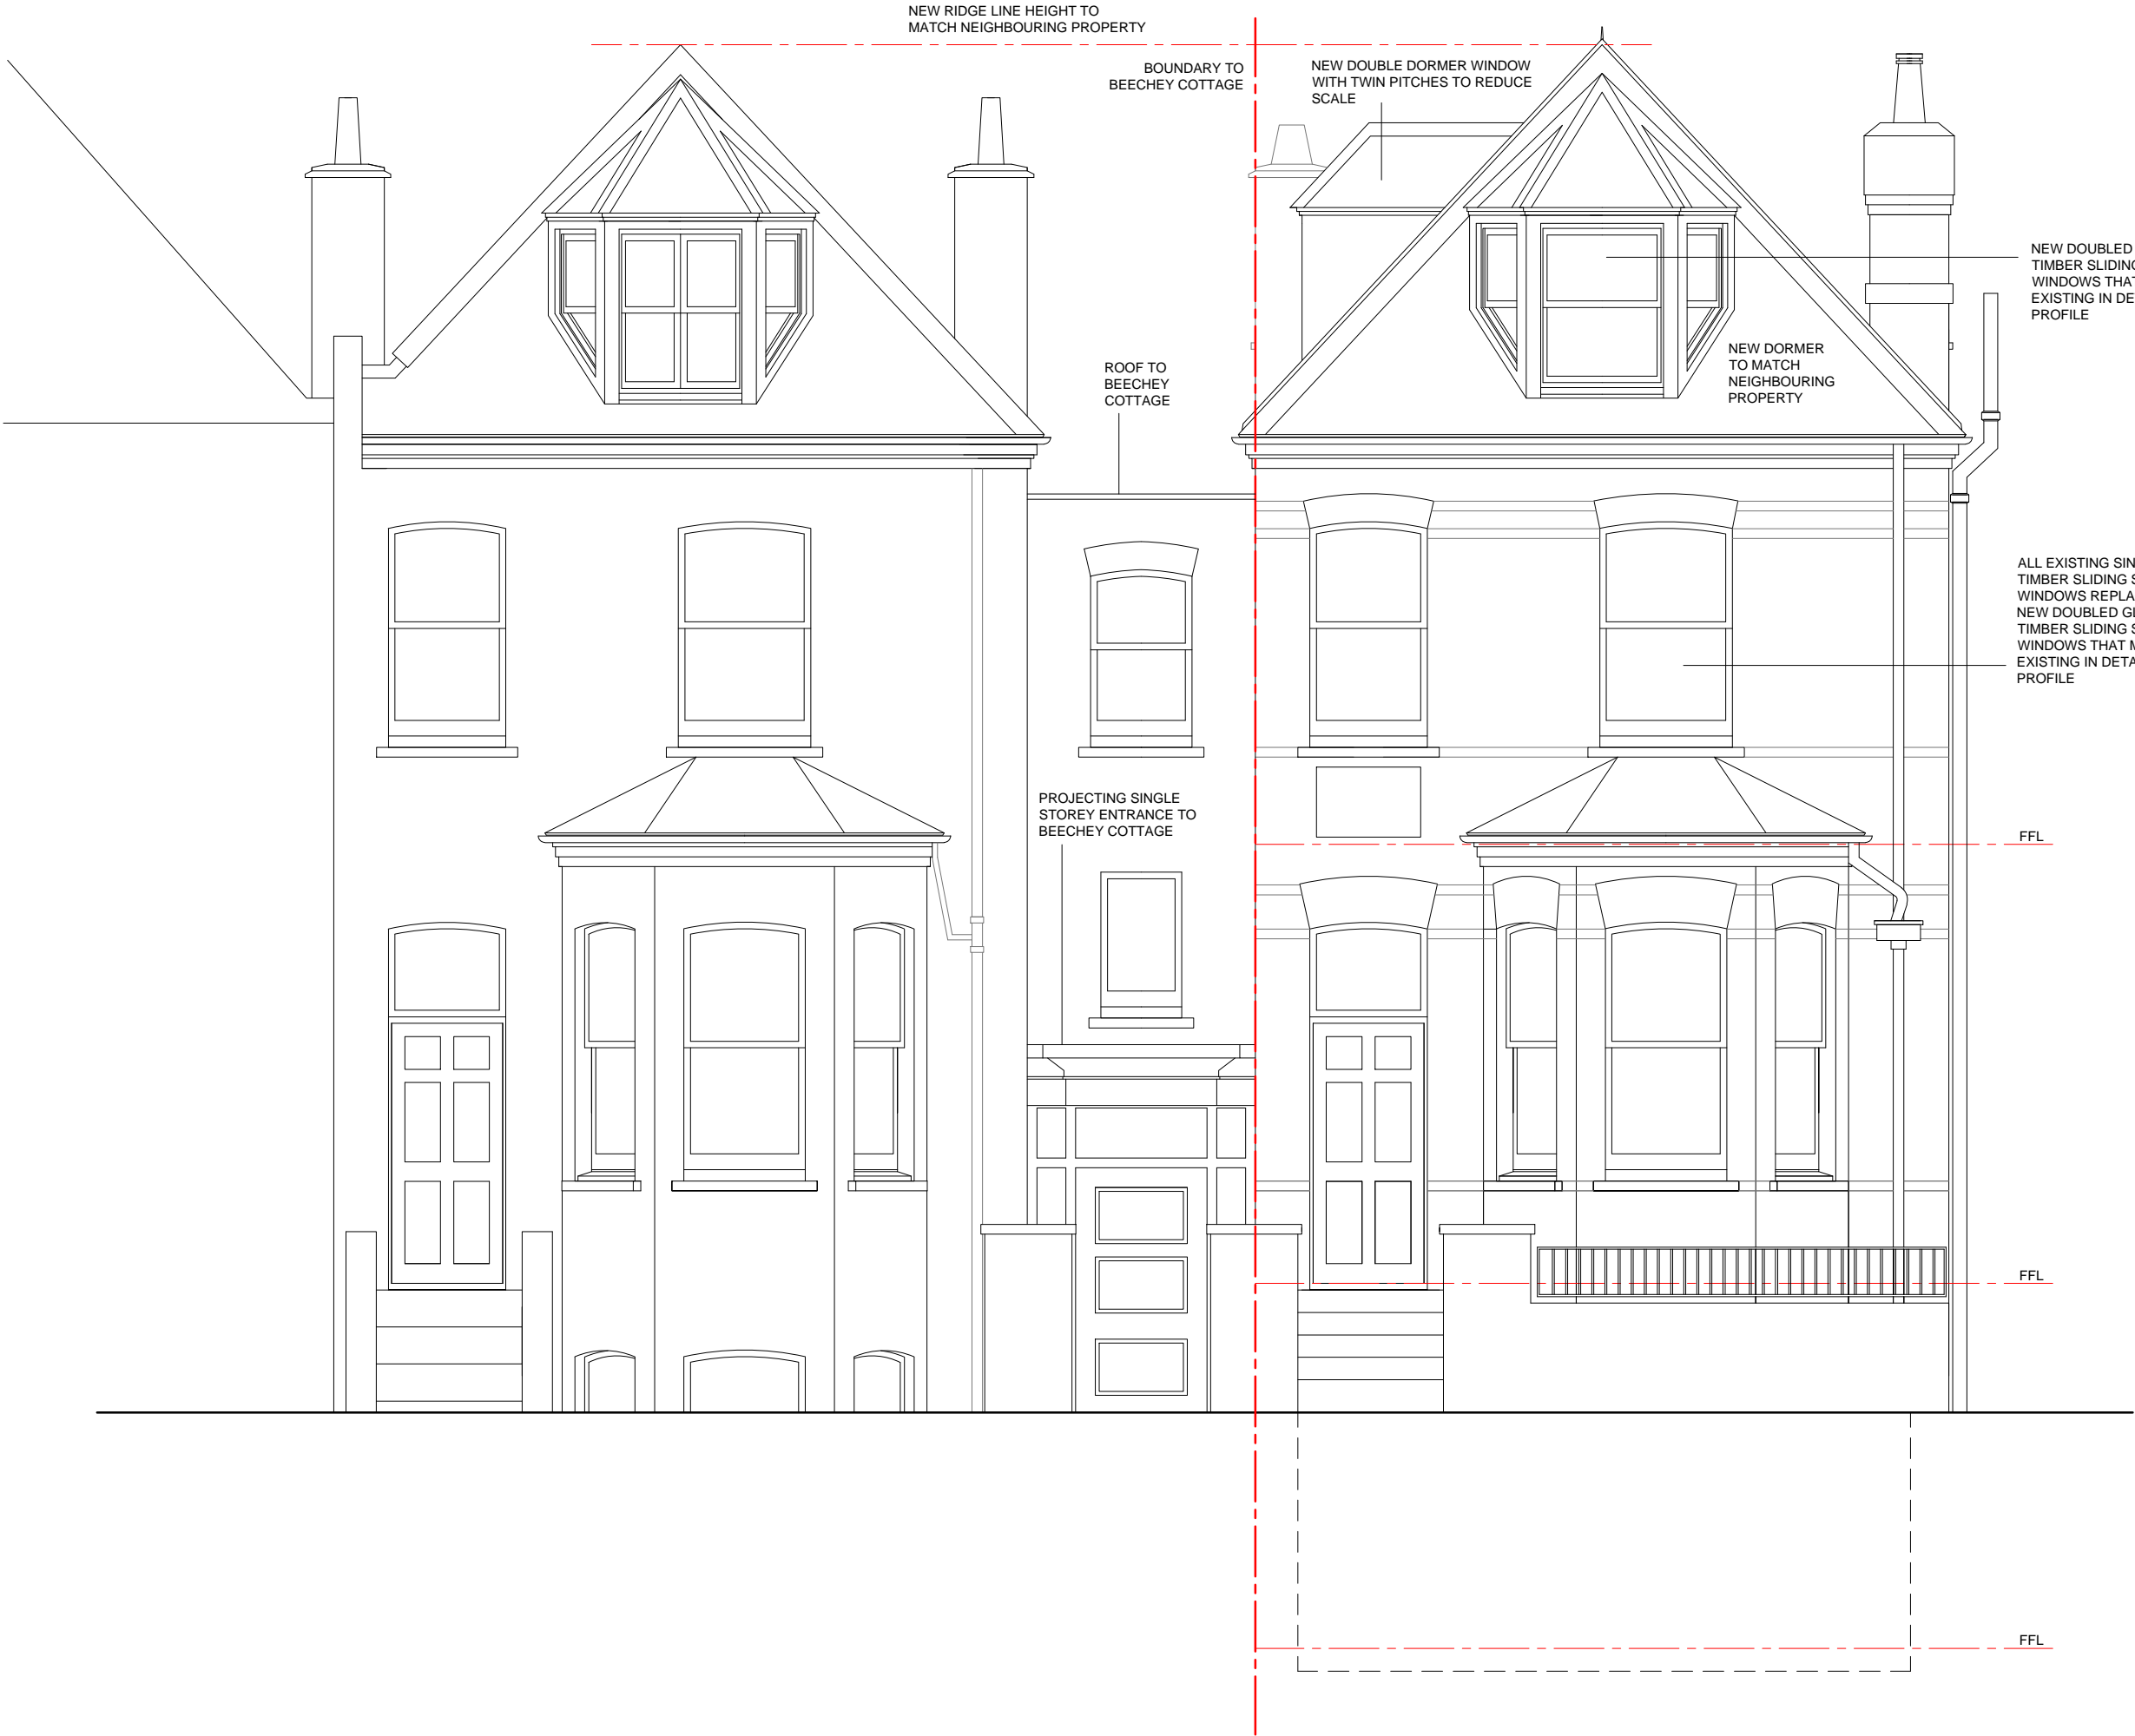 NEW RIDGE LINE HEIGHT TO
MATCH NEIGHBOURING PROPERTY
BOUNDARY TO
BEECHEY COTTAGE
NEW DOUBLE DORMER WINDOW
WITH TWIN PITCHES TO REDUCE
SCALE
NEW DOUBLED
TIMBER SLIDING
WINDOWS THAT
EXISTING IN DE
PROFILE
NEW DORMER
TO MATCH
NEIGHBOURING
PROPERTY
ROOF TO
BEECHEY
COTTAGE
ALL EXISTING SIN
TIMBER SLIDING S
WINDOWS REPLA
NEW DOUBLED GL
TIMBER SLIDING S
WINDOWS THAT M
EXISTING IN DETA
PROFILE
PROJECTING SINGLE
STOREY ENTRANCE TO
BEECHEY COTTAGE
FFL
FFL
FFL